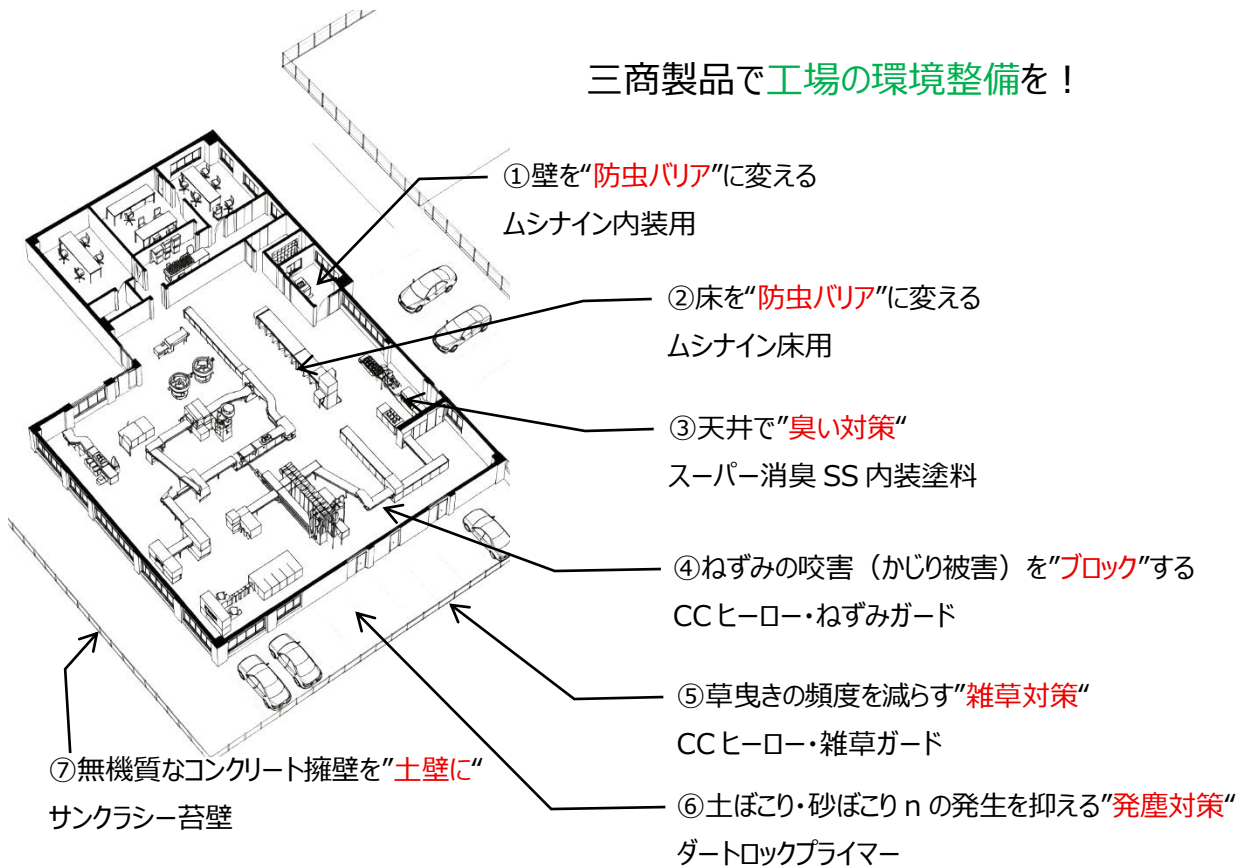 三商製品で工場の環境整備を！
①壁を“防虫バリア”に変える
ムシナイン内装用
②床を“防虫バリア”に変える
ムシナイン床用
③天井で”臭い対策“
スーパー消臭 SS 内装塗料
④ねずみの咬害（かじり被害）を”ブロック”する
CC ヒーロー・ねずみガード
⑤草曳きの頻度を減らす”雑草対策“
CC ヒーロー・雑草ガード
⑥土ぼこり・砂ぼこり n の発生を抑える”発塵対策“
ダートロックプライマー
⑦無機質なコンクリート擁壁を”土壁に“
サンクラシー苔壁